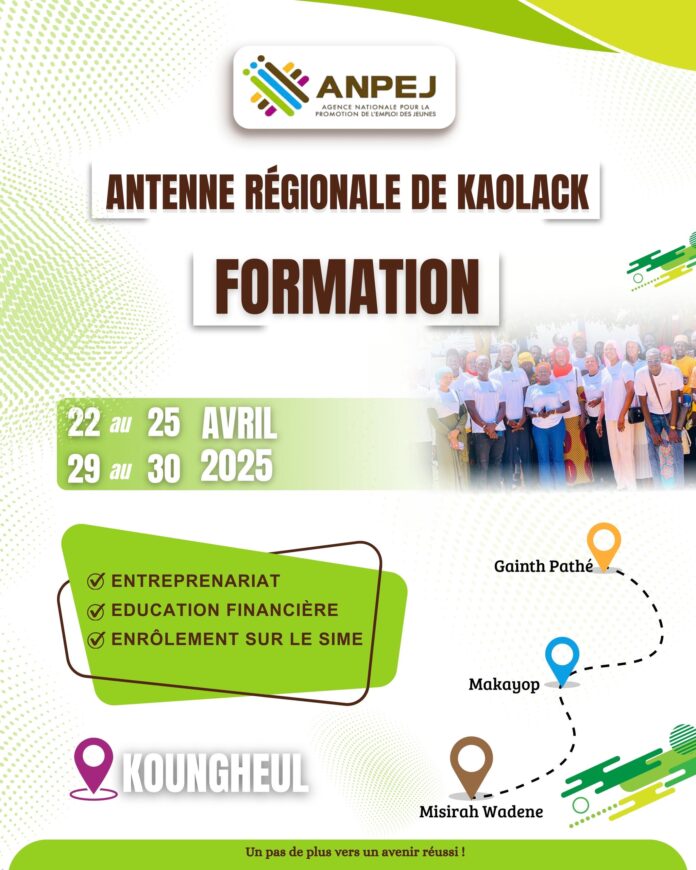 ANPEJ
AGENCE NATIONALE POUR LA
PROMOTION DE L'EMPLOI DES JEUNES
ANTENNE RÉGIONALE DE KAOLACK
FORMATION
22 au 25 AVRIL
29 au 30 2025
ENTREPRENARIAT
EDUCATION FINANCIÈRE
ENRÔLEMENT SUR LE SIME
Gainth Pathé
Makayop
Misirah Wadene
KOUNGHEUL
Un pas de plus vers un avenir réussi !